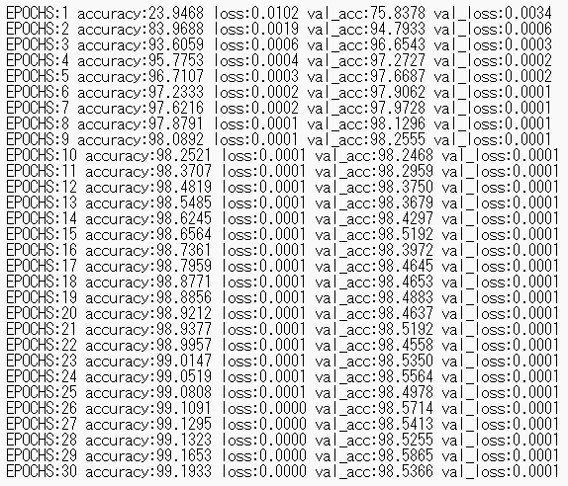 EPOCHS:1 accuracy:23.9468 loss:0.0102 val_acc:75.8378 val_loss:0.0034
EPOCHS:2 accuracy:83.9688 loss:0.0019 val_acc:94.7933 val_loss:0.0006
EPOCHS:3 accuracy:93.6059 loss:0.0006 val_acc:96.6543 val_loss:0.0003
EPOCHS:4 accuracy:95.7753 loss:0.0004 val_acc:97.2727 val_loss:0.0002
EPOCHS:5 accuracy:96.7107 loss:0.0003 val_acc:97.6687 val_loss:0.0002
EPOCHS:6 accuracy:97.2333 loss:0.0002 val_acc:97.9062 val_loss:0.0001
EPOCHS:7 accuracy:97.6216 loss:0.0002 val_acc:97.9728 val_loss:0.0001
EPOCHS:8 accuracy:97.8791 loss:0.0001 val_acc:98.1296 val_loss:0.0001
EPOCHS:9 accuracy:98.0892 loss:0.0001 val_acc:98.2555 val_loss:0.0001
EPOCHS:10 accuracy:98.2521 loss:0.0001 val_acc:98.2468 val_loss:0.0001
EPOCHS:11 accuracy:98.3707 loss:0.0001 val_acc:98.2959 val_loss:0.0001
EPOCHS:12 accuracy:98.4819 loss:0.0001 val_acc:98.3750 val_loss:0.0001
EPOCHS:13 accuracy:98.5485 loss:0.0001 val_acc:98.3679 val_loss:0.0001
EPOCHS:14 accuracy:98.6245 loss:0.0001 val_acc:98.4297 val_loss:0.0001
EPOCHS:15 accuracy:98.6564 loss:0.0001 val_acc:98.5192 val_loss:0.0001
EPOCHS:16 accuracy:98.7361 loss:0.0001 val_acc:98.3972 val_loss:0.0001
EPOCHS:17 accuracy:98.7959 loss:0.0001 val_acc:98.4645 val_loss:0.0001
EPOCHS:18 accuracy:98.8771 loss:0.0001 val_acc:98.4653 val_loss:0.0001
EPOCHS:19 accuracy:98.8856 loss:0.0001 val_acc:98.4883 val_loss:0.0001
EPOCHS:20 accuracy:98.9212 loss:0.0001 val_acc:98.4637 val_loss:0.0001
EPOCHS:21 accuracy:98.9377 loss:0.0001 val_acc:98.5192 val_loss:0.0001
EPOCHS:22 accuracy:98.9957 loss:0.0001 val_acc:98.4558 val_loss:0.0001
EPOCHS:23 accuracy:99.0147 loss:0.0001 val_acc:98.5350 val_loss:0.0001
EPOCHS:24 accuracy:99.0519 loss:0.0001 val_acc:98.5564 val_loss:0.0001
EPOCHS:25 accuracy:99.0808 loss:0.0001 val_acc:98.4978 val_loss:0.0001
EPOCHS:26 accuracy:99.1091 loss:0.0000 val_acc:98.5714 val_loss:0.0001
EPOCHS:27 accuracy:99.1295 loss:0.0000 val_acc:98.5413 val_loss:0.0001
EPOCHS:28 accuracy:99.1323 loss:0.0000 val_acc:98.5255 val_loss:0.0001
EPOCHS:29 accuracy:99.1653 loss:0.0000 val_acc:98.5865 val_loss:0.0001
EPOCHS:30 accuracy:99.1933 loss:0.0000 val_acc:98.5366 val_loss:0.0001